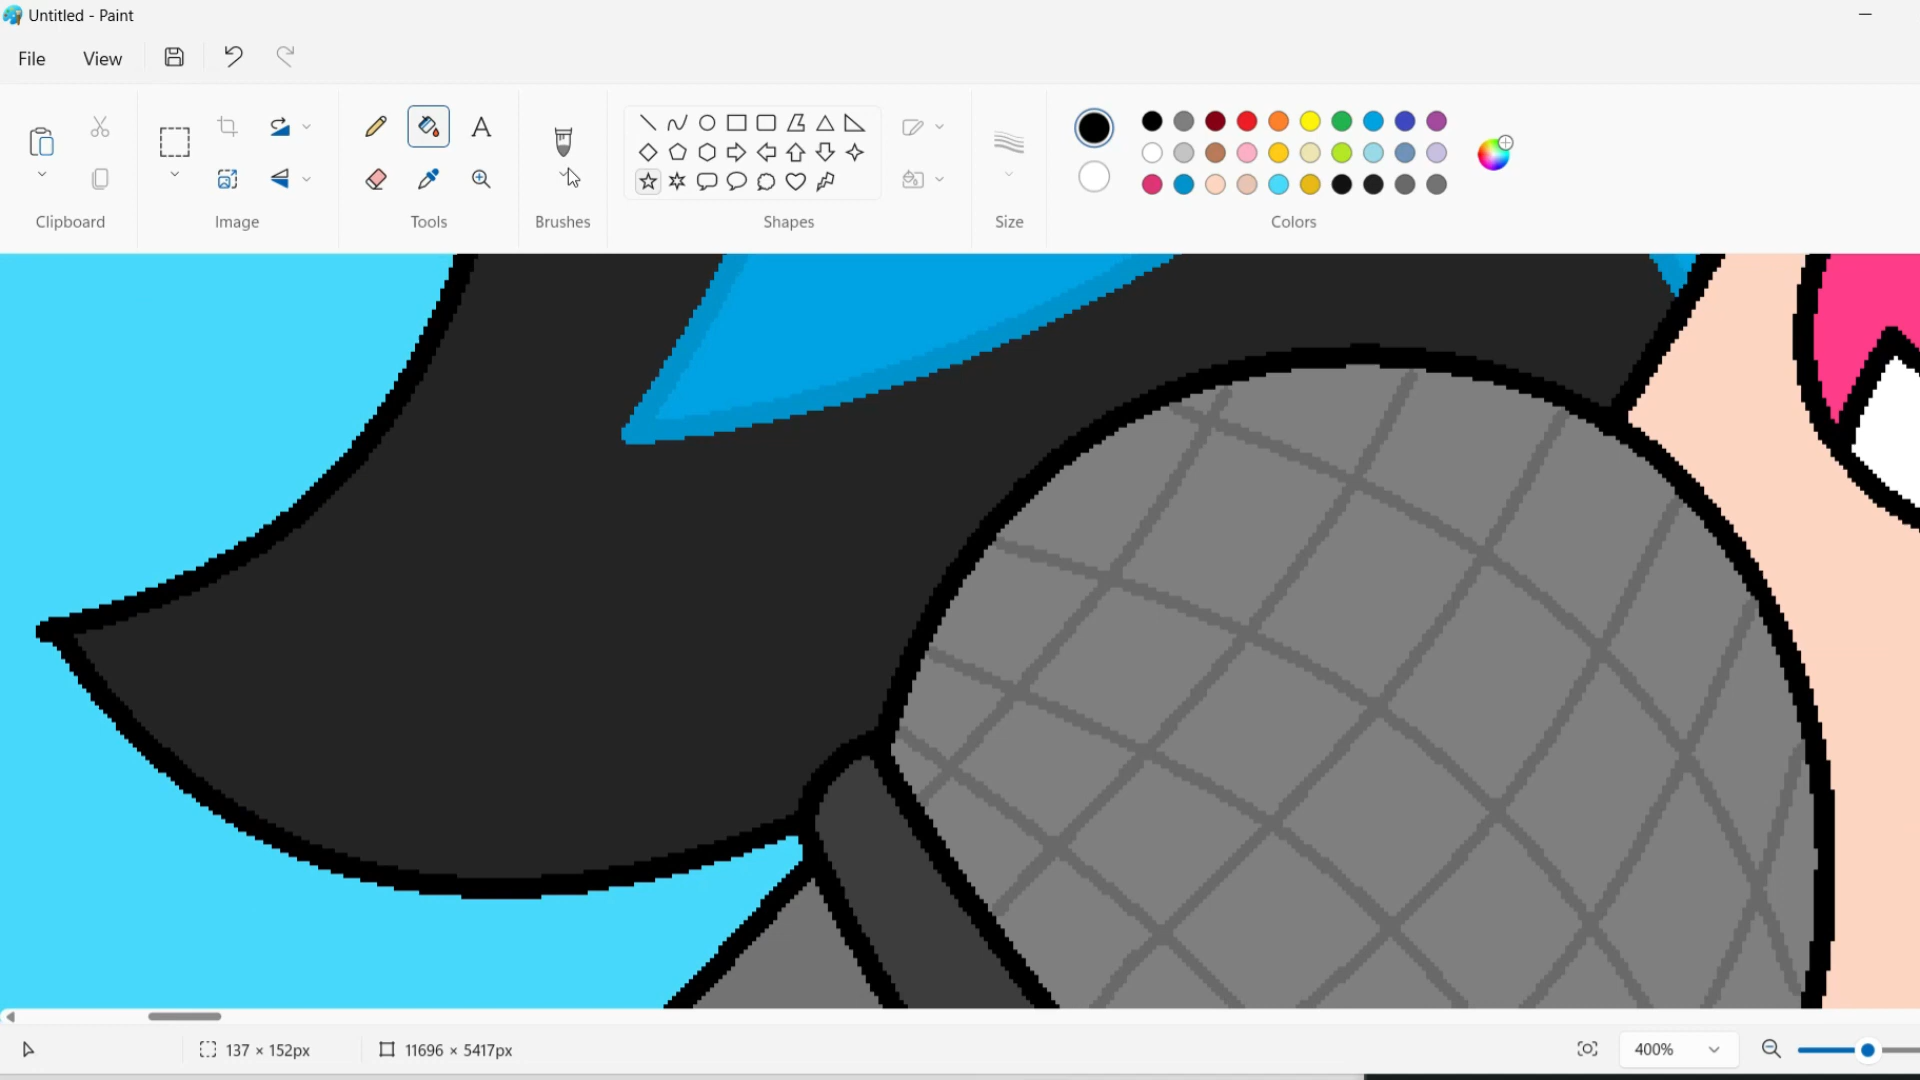 Untitled - Paint
File View
Clipboard Image Tools Brushes Shapes Size Colors
137 × 152px 11696 × 5417px 400%